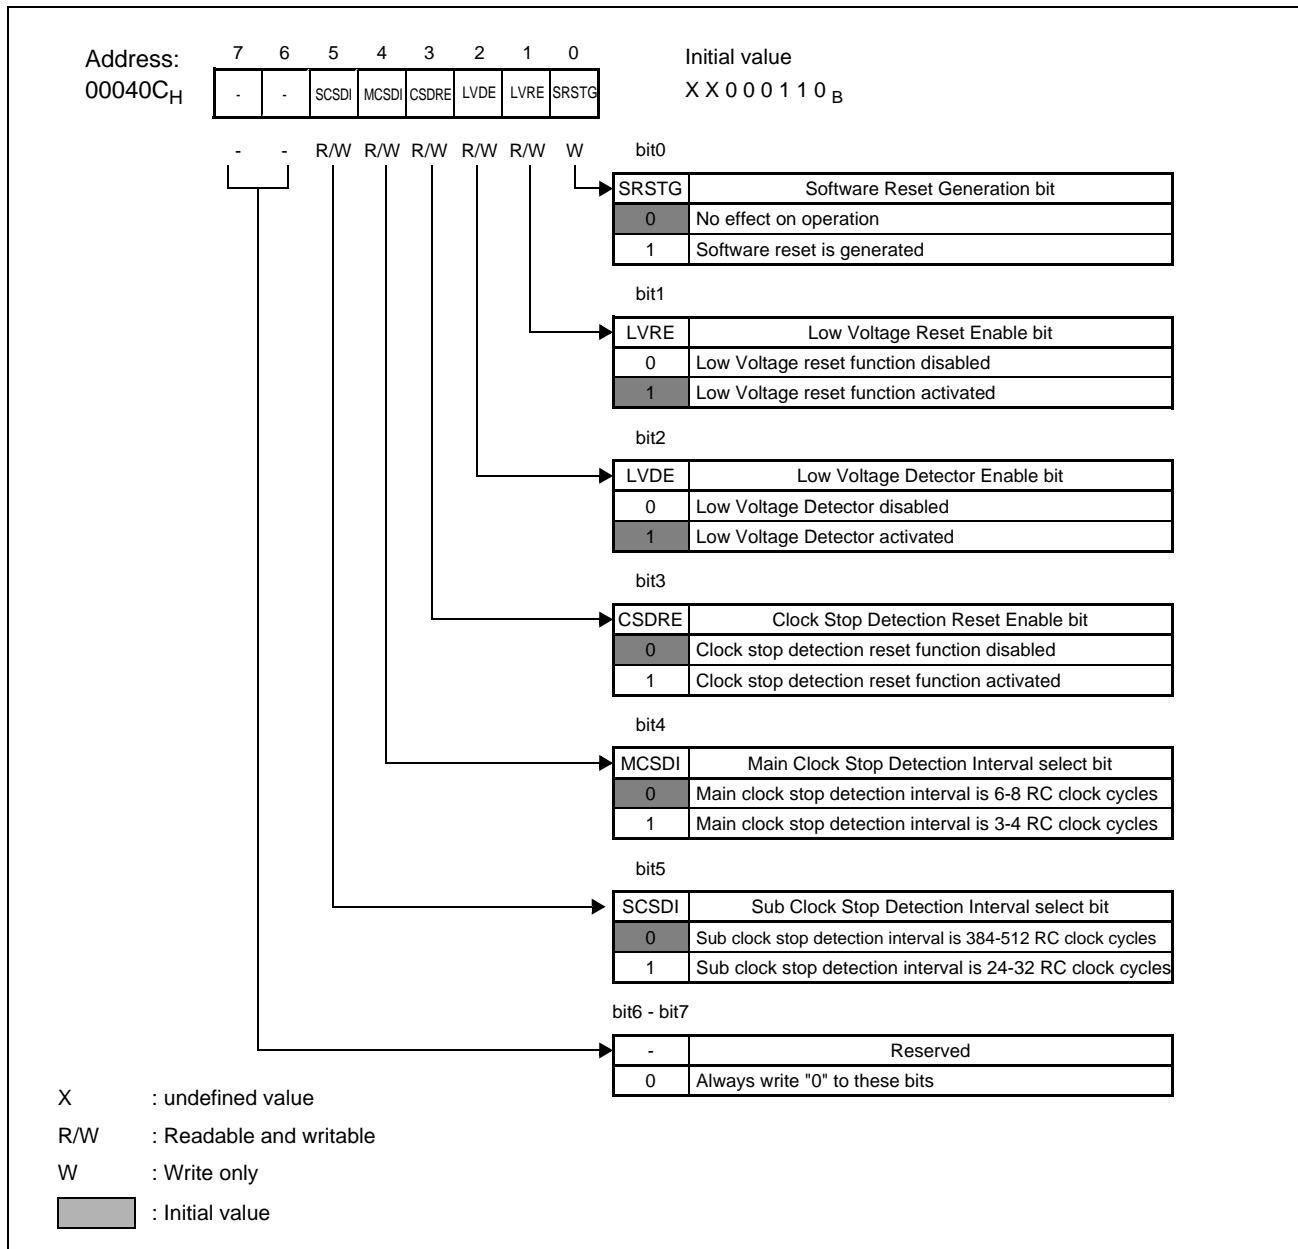 Address: 7 6 5 4 3 2 1 0 Initial value
00040CH - - SCSDI MCSDI CSDRE LVDE LVRE SRSTG X X 0 0 0 1 1 0 B
- - R/W R/W R/W R/W R/W W bit0
SRSTG Software Reset Generation bit
0 No effect on operation
1 Software reset is generated
bit1
LVRE Low Voltage Reset Enable bit
0 Low Voltage reset function disabled
1 Low Voltage reset function activated
bit2
LVDE Low Voltage Detector Enable bit
0 Low Voltage Detector disabled
1 Low Voltage Detector activated
bit3
CSDRE Clock Stop Detection Reset Enable bit
0 Clock stop detection reset function disabled
1 Clock stop detection reset function activated
bit4
MCSDI Main Clock Stop Detection Interval select bit
0 Main clock stop detection interval is 6-8 RC clock cycles
1 Main clock stop detection interval is 3-4 RC clock cycles
bit5
SCSDI Sub Clock Stop Detection Interval select bit
0 Sub clock stop detection interval is 384-512 RC clock cycles
1 Sub clock stop detection interval is 24-32 RC clock cycles
bit6 - bit7
- Reserved
0 Always write "0" to these bits
X : undefined value
R/W : Readable and writable
W : Write only
: Initial value